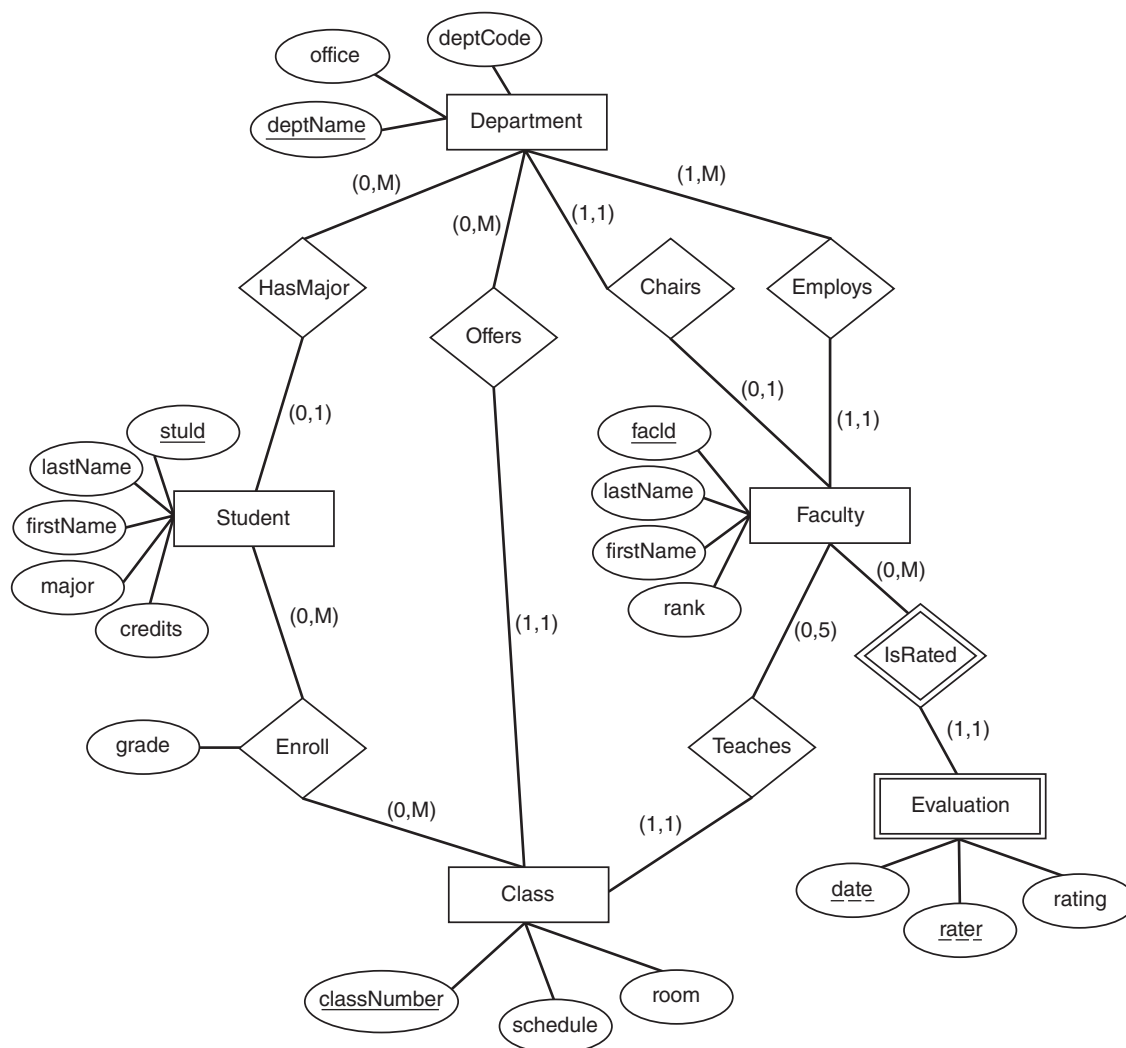 deptCode
office
deptName
Department
(0,M)
(0,M)
(1,1)
(1,M)
HasMajor
Chairs
Employs
Offers
(0,1)
(0,1)
(1,1)
stuId
lastName
firstName
major
credits
Student
facId
lastName
firstName
rank
Faculty
(0,M)
(1,1)
(0,5)
(0,M)
IsRated
grade
Enroll
Teaches
(1,1)
(0,M)
(1,1)
Evaluation
Class
date
rater
rating
classNumber
schedule
room